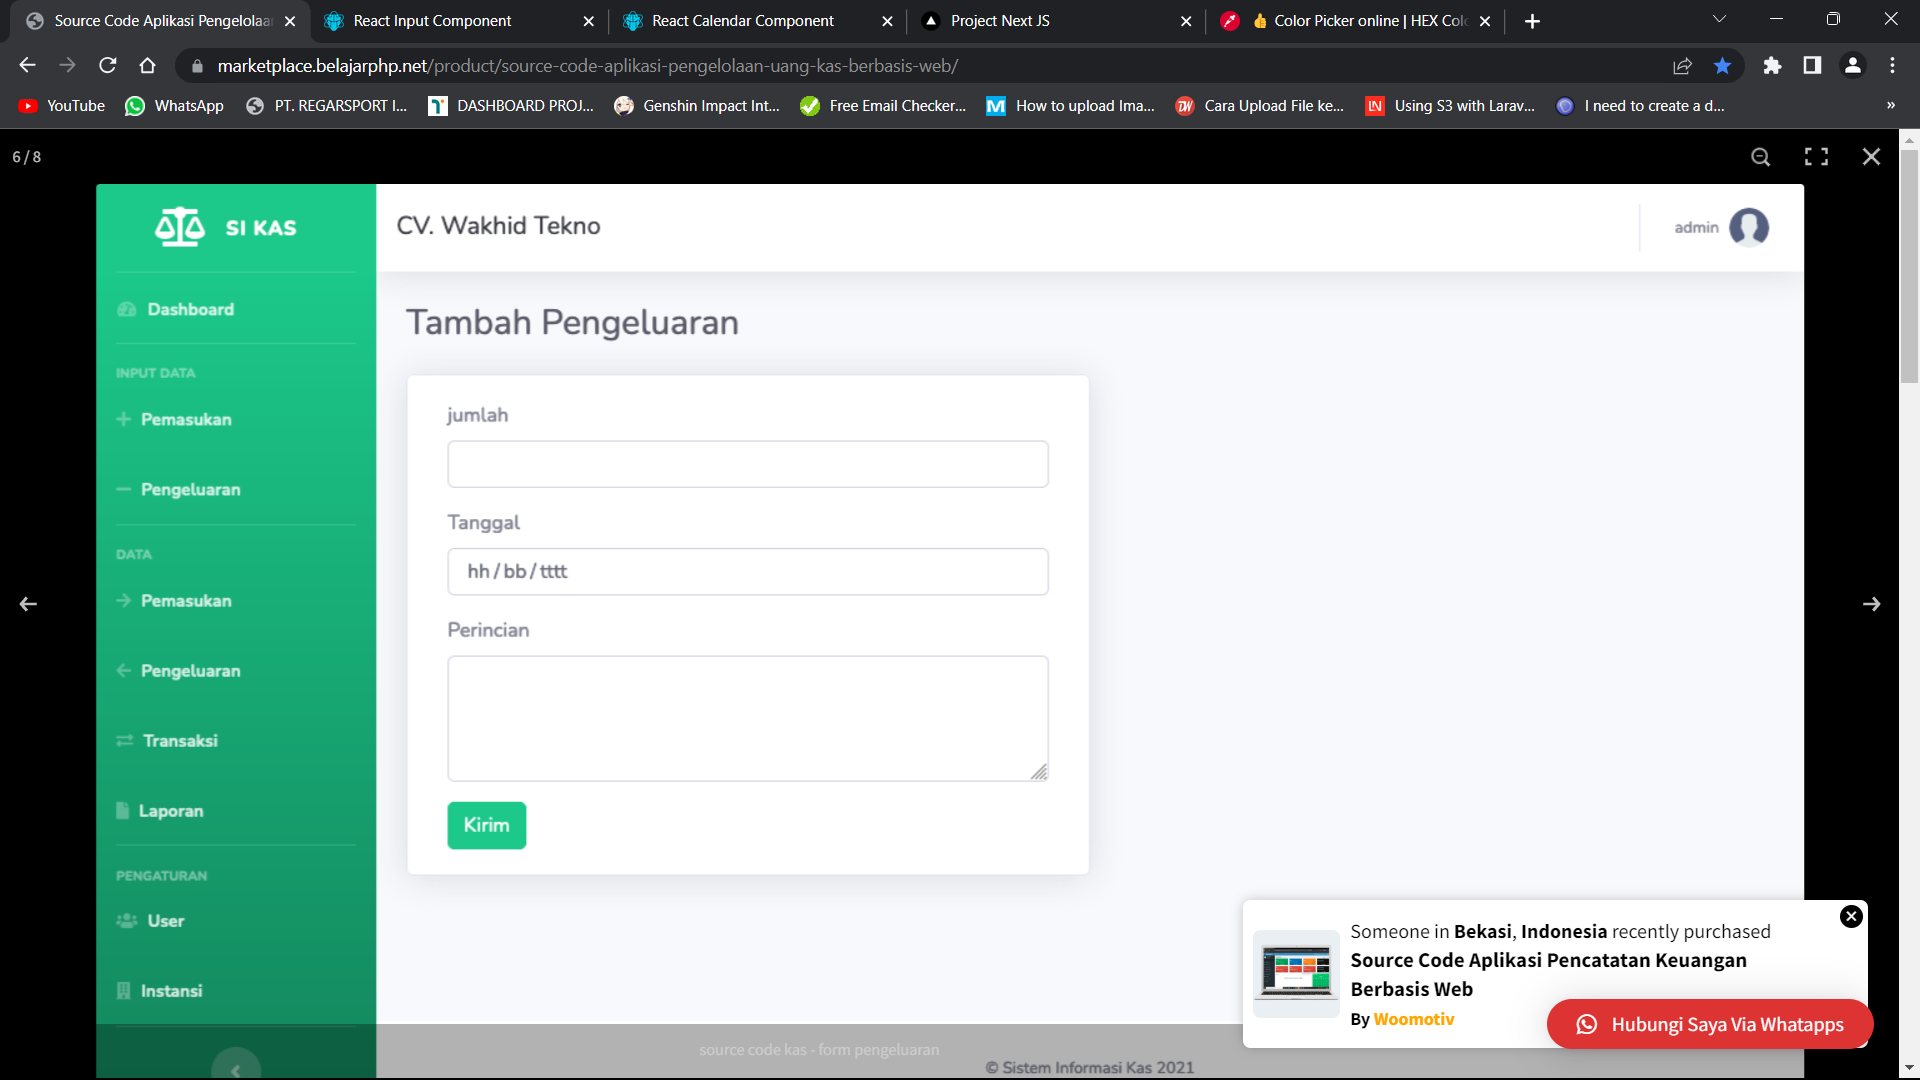 Source Code Aplikasi Pengelolaan
React Input Component
React Calendar Component
Project Next JS
👍 Color Picker online | HEX Col
marketplace.belajarphp.net/product/source-code-aplikasi-pengelolaan-uang-kas-berbasis-web/
YouTube
WhatsApp
PT. REGARSPORT I...
DASHBOARD PROJ...
Genshin Impact Int...
Free Email Checker...
How to upload Ima...
Cara Upload File ke...
Using S3 with Larav...
I need to create a d...
»
6 / 8
SI KAS
CV. Wakhid Tekno
admin
Dashboard
INPUT DATA
Pemasukan
Pengeluaran
DATA
Pemasukan
Pengeluaran
Transaksi
Laporan
PENGATURAN
User
Instansi
Tambah Pengeluaran
jumlah
Tanggal
hh / bb / tttt
Perincian
Kirim
Someone in Bekasi, Indonesia recently purchased
Source Code Aplikasi Pencatatan Keuangan
Berbasis Web
By Woomotiv
Hubungi Saya Via Whatapps
source code kas - form pengeluaran
© Sistem Informasi Kas 2021